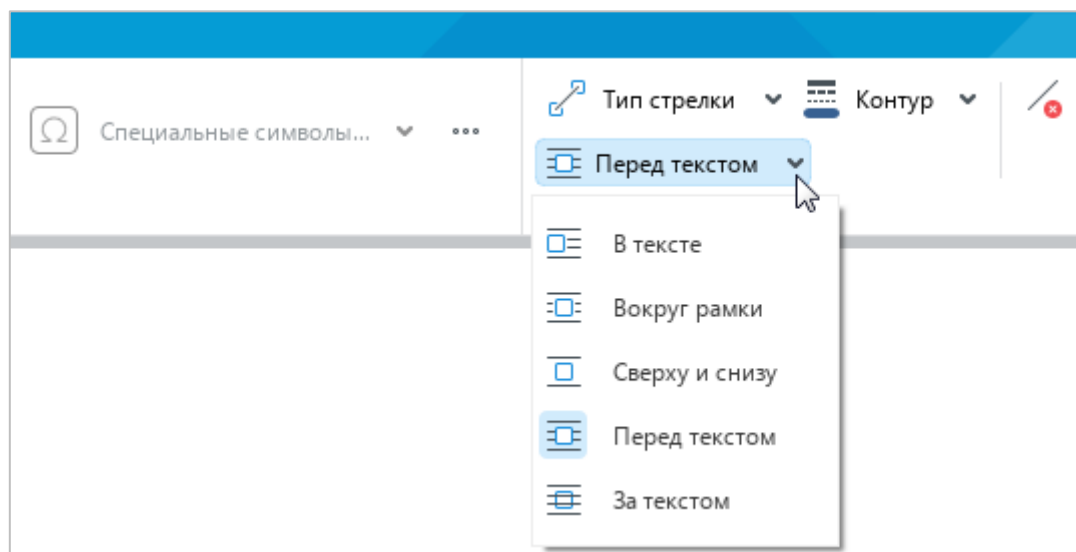 Специальные символы...
Тип стрелки
Контур
Перед текстом
В тексте
Вокруг рамки
Сверху и снизу
Перед текстом
За текстом